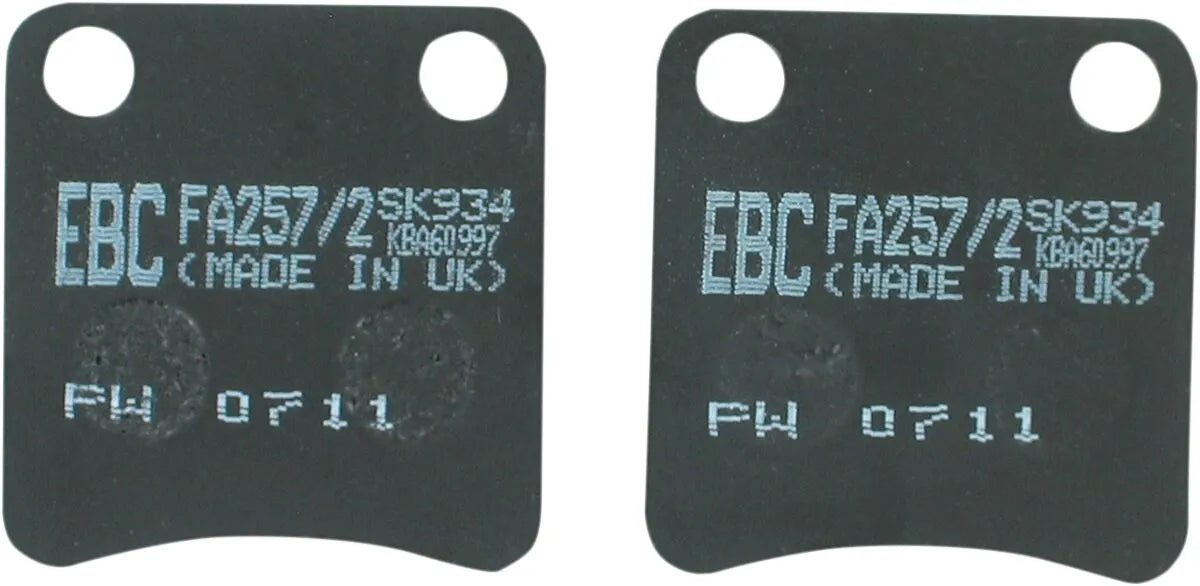 EBC FA257/2 SK934
KBA60997
(MADE IN UK)
PW 0711
EBC FA257/2 SK934
KBA60997
(MADE IN UK)
PW 0711